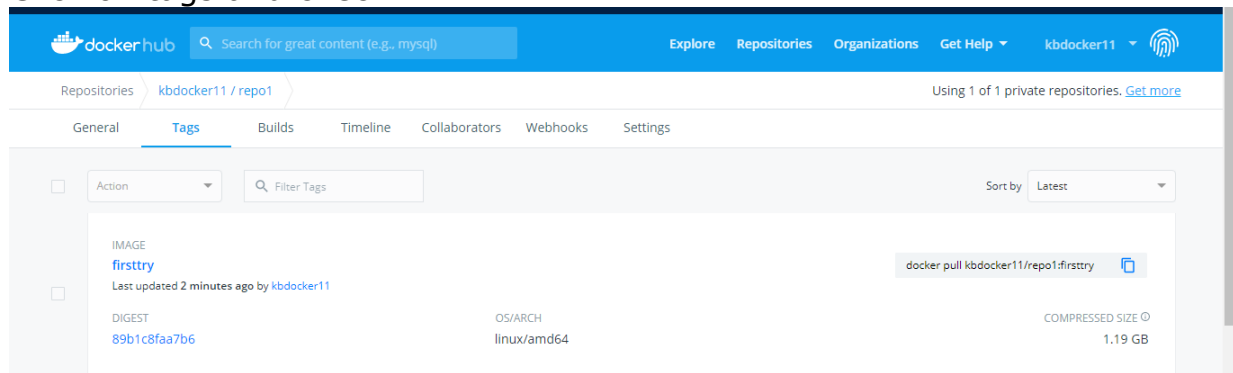 dockerhub Search for great content (e.g., mysql) Explore Repositories Organizations Get Help kbdocker11
Repositories kbdocker11 / repo1 Using 1 of 1 private repositories. Get more
General Tags Builds Timeline Collaborators Webhooks Settings
Action Filter Tags Sort by Latest
IMAGE
firsttry docker pull kbdocker11/repo1:firsttry
Last updated 2 minutes ago by kbdocker11
DIGEST OS/ARCH COMPRESSED SIZE
89b1c8faa7b6 linux/amd64 1.19 GB